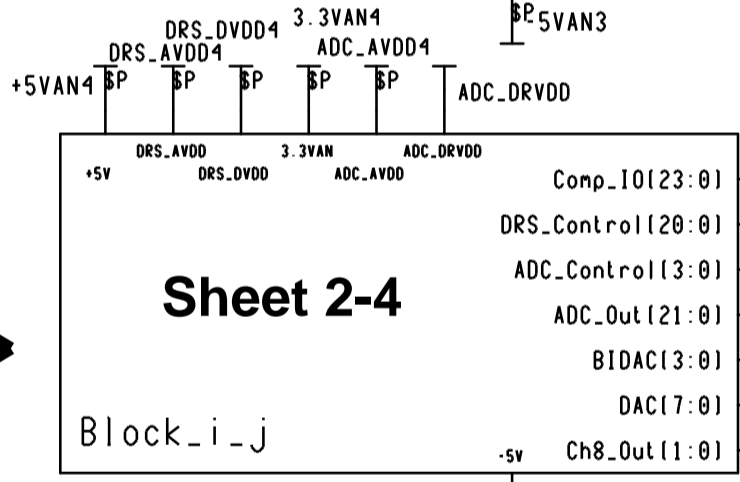 $P 5VAN3
DRS_DVDD4 3.3VAN4
DRS_AVDD4 ADC_AVDD4
+5VAN4 $P $P $P $P $P ADC_DRVDD
DRS_AVDD 3.3VAN ADC_DRVDD
+5V DRS_DVDD ADC_AVDD
Comp_IO[23:0]
DRS_Control[20:0]
ADC_Control[3:0]
Sheet 2-4
ADC_Out[21:0]
BIDAC[3:0]
DAC[7:0]
Block_i_j
-5V Ch8_Out[1:0]